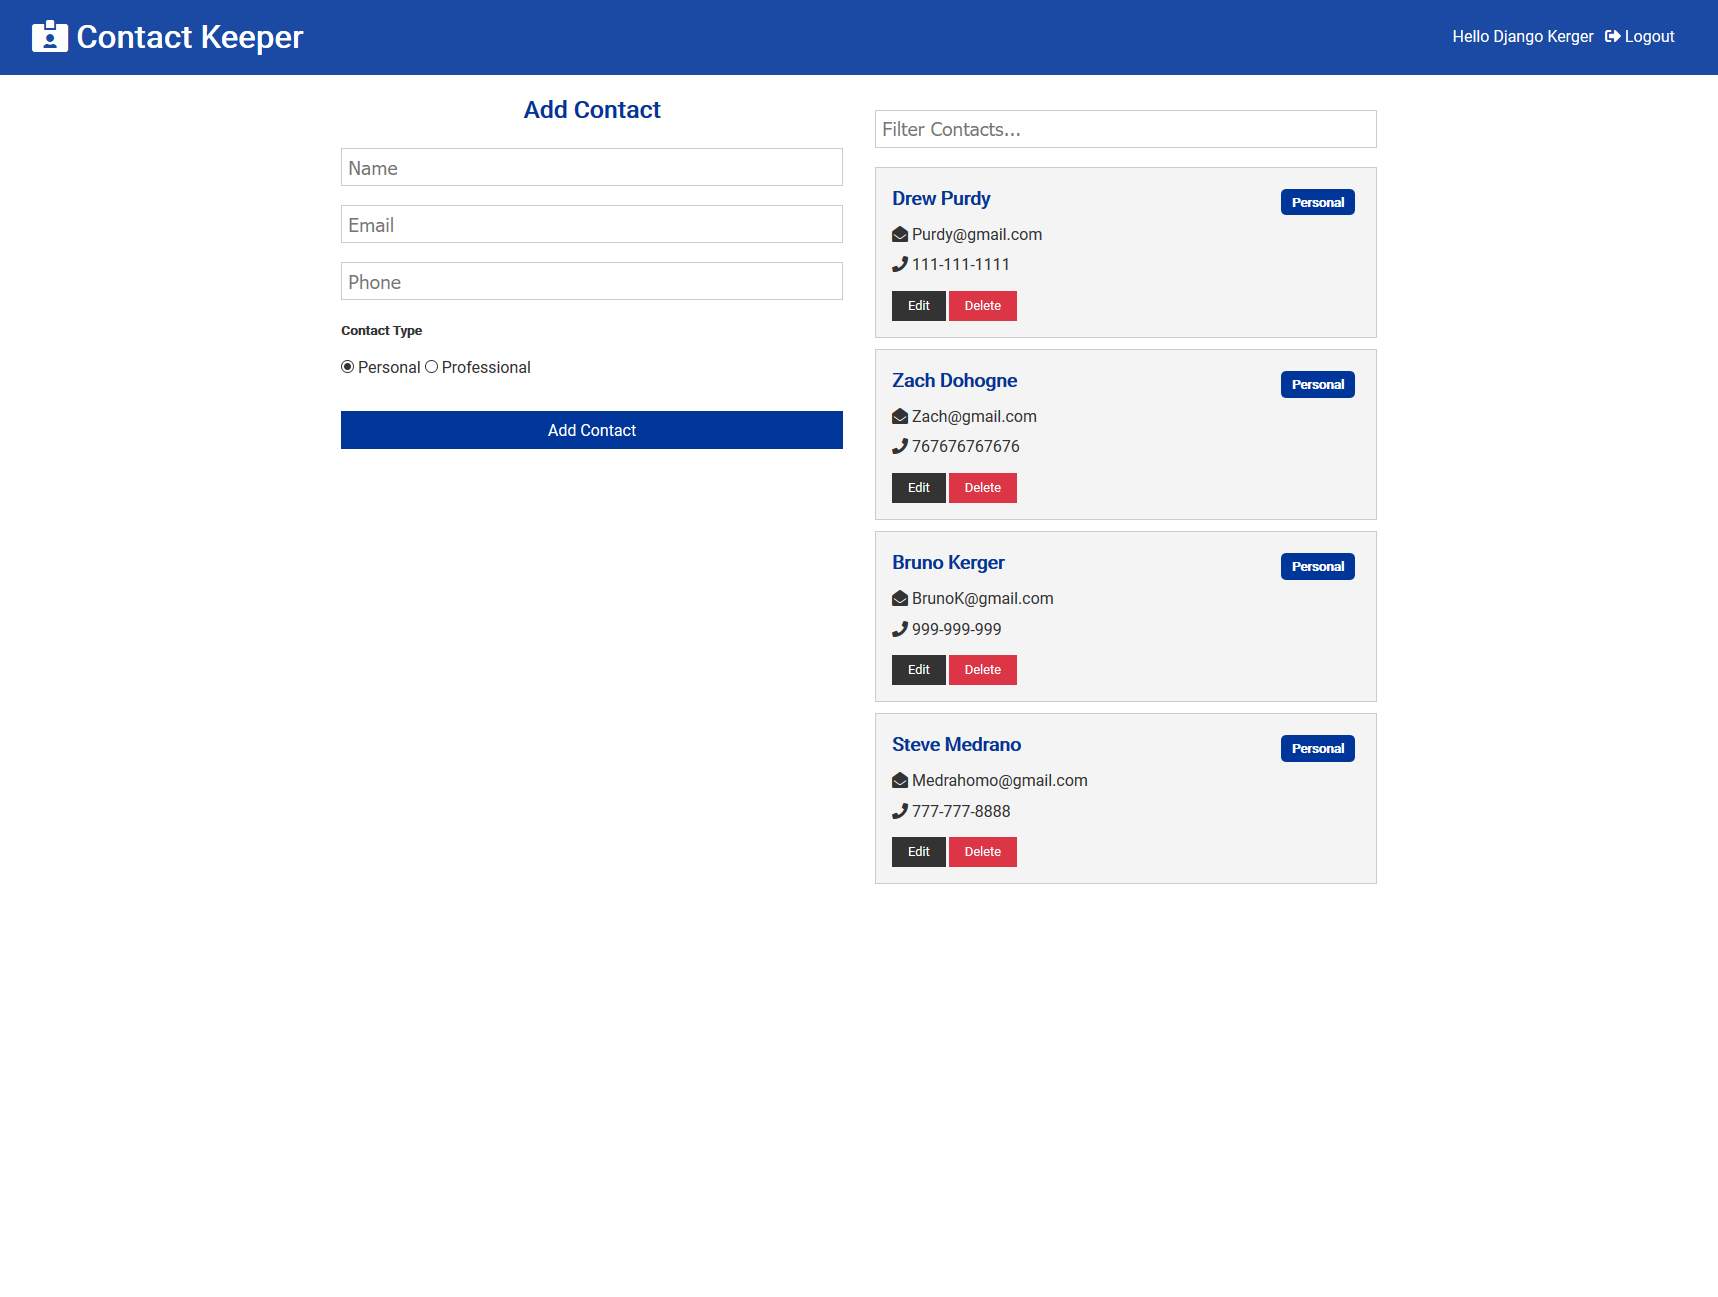 Contact Keeper
Hello Django Kerger Logout
Add Contact
Name
Email
Phone
Contact Type
Personal Professional
Add Contact
Filter Contacts...
Drew Purdy
Personal
Purdy@gmail.com
111-111-1111
Edit Delete
Zach Dohogne
Personal
Zach@gmail.com
767676767676
Edit Delete
Bruno Kerger
Personal
BrunoK@gmail.com
999-999-999
Edit Delete
Steve Medrano
Personal
Medrahomo@gmail.com
777-777-8888
Edit Delete